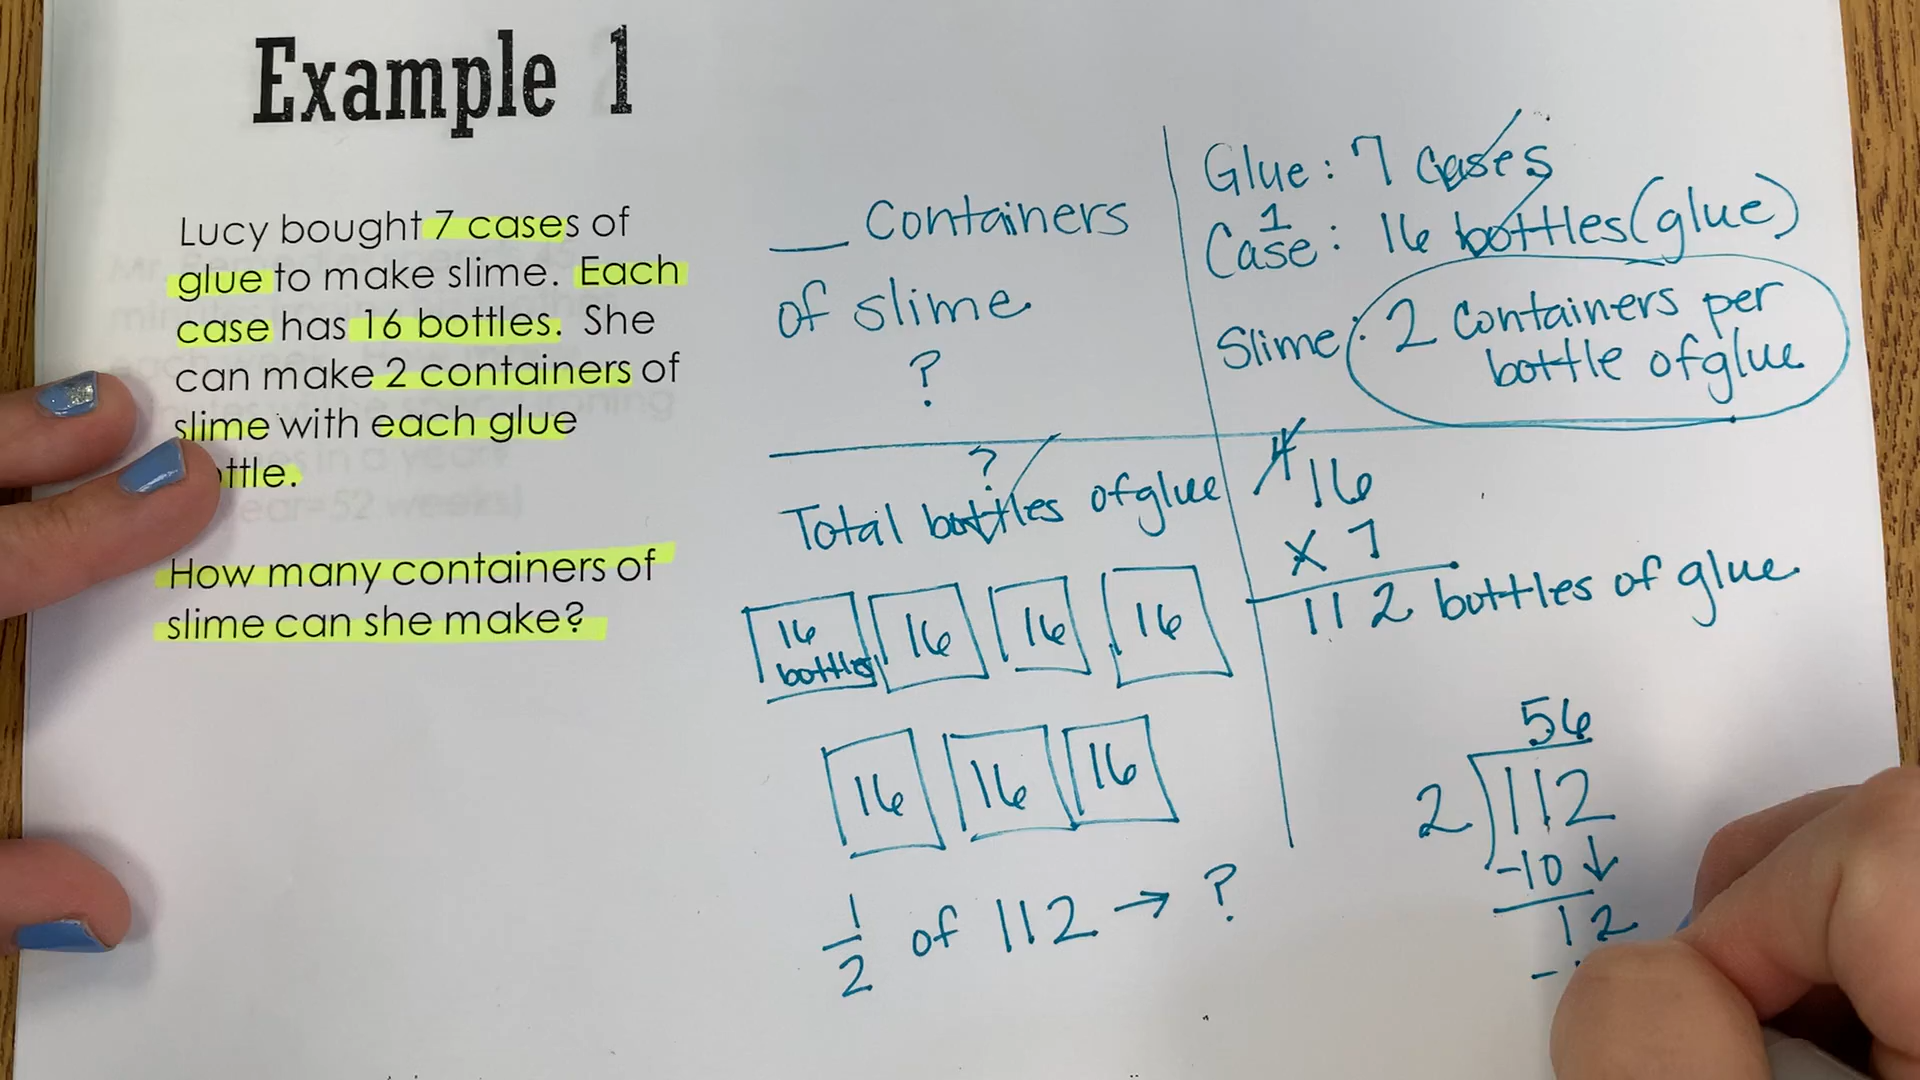 Example 1
Lucy bought 7 cases of
glue to make slime. Each
case has 16 bottles. She
can make 2 containers of
slime with each glue
ttle.
How many containers of
slime can she make?
__ Containers
of slime
?
Glue: 7 cases
1
Case: 16 bottles (glue)
Slime: 2 Containers per
bottle of glue
?
Total bottles of glue
16
bottles
16
16
16
16
16
16
1/2 of 112 → ?
4
16
x 7
112 bottles of glue
56
2 112
-10 ↓
12
-